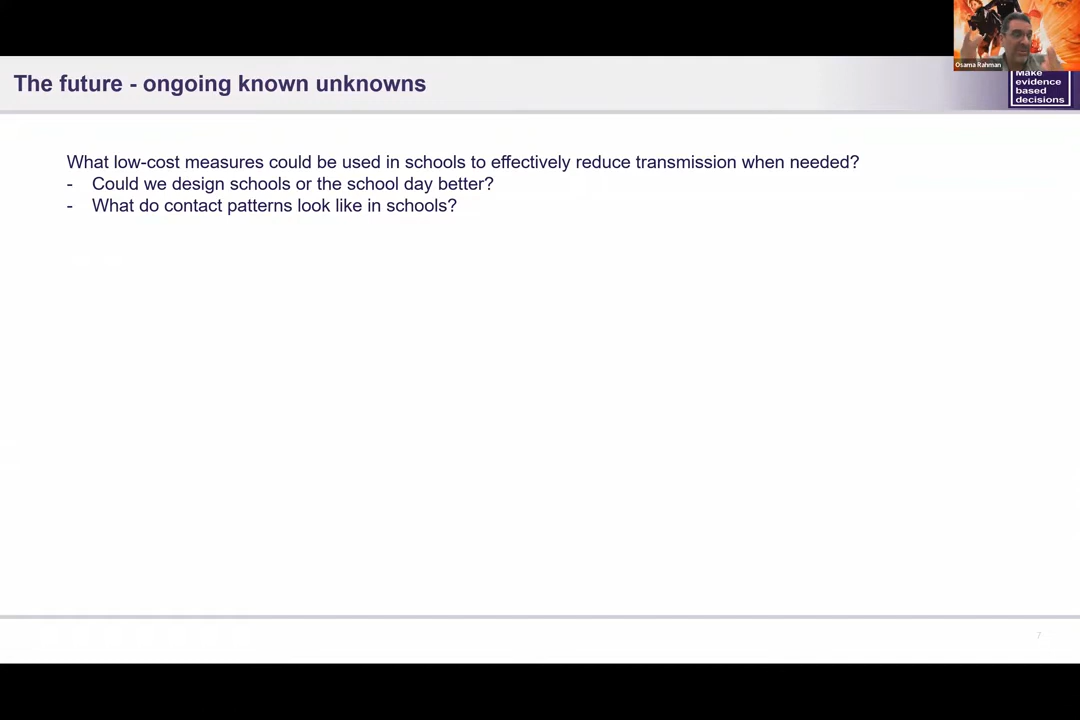 Osama Rahman
The future - ongoing known unknowns
Make
evidence
based
decisions
What low-cost measures could be used in schools to effectively reduce transmission when needed?
- Could we design schools or the school day better?
- What do contact patterns look like in schools?
7